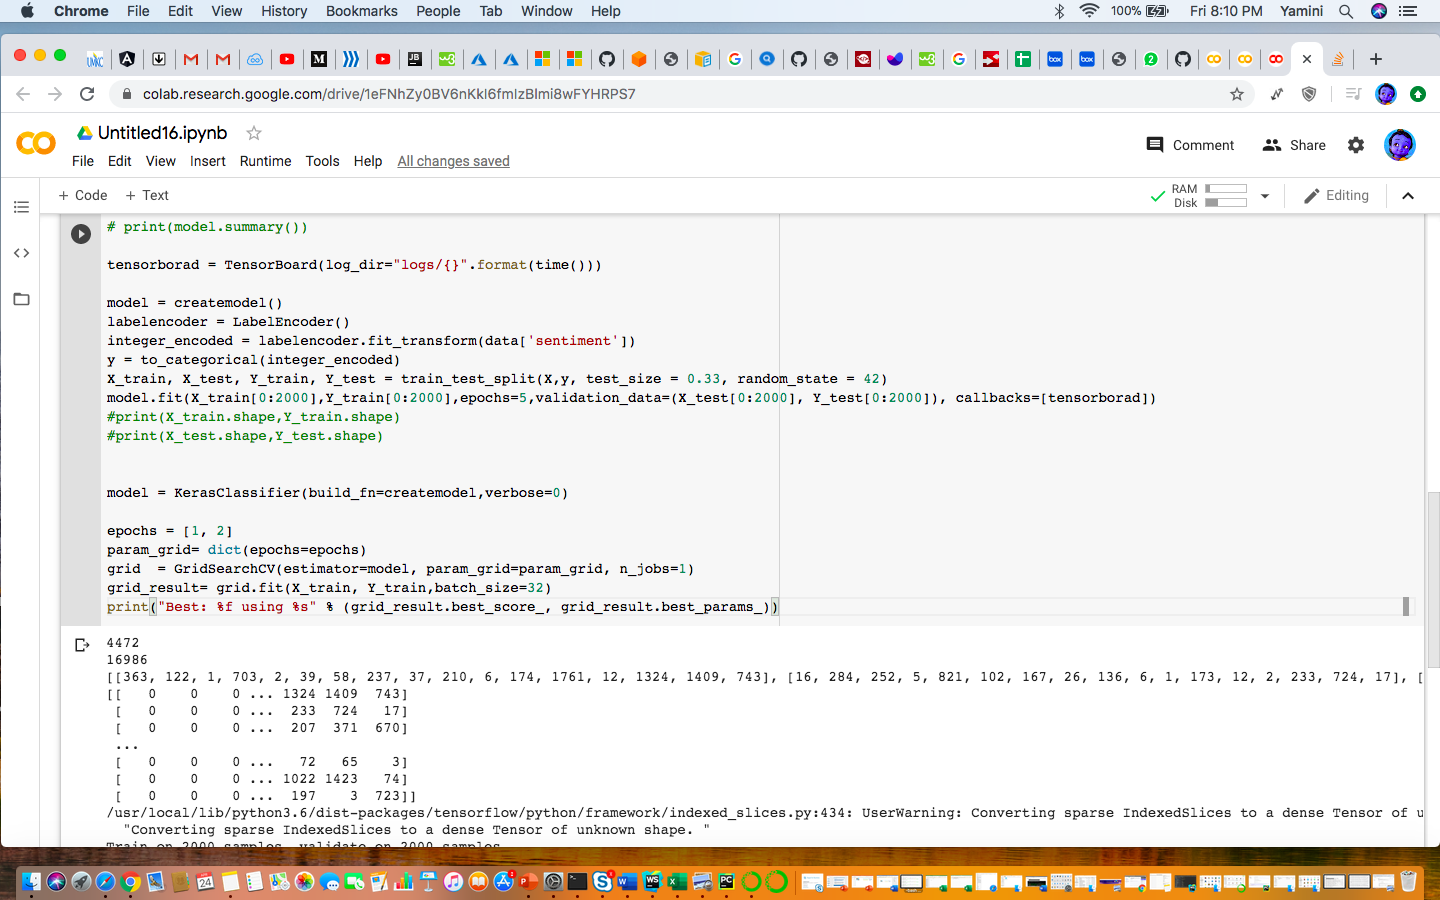 Chrome File Edit View History Bookmarks People Tab Window Help 100% Fri 8:10 PM Yamini
colab.research.google.com/drive/1eFNhZy0BV6nKkI6fmIzBImi8wFYHRPS7
Untitled16.ipynb
Comment Share
File Edit View Insert Runtime Tools Help All changes saved
+ Code + Text RAM Disk Editing
# print(model.summary())
tensorborad = TensorBoard(log_dir="logs/{}".format(time()))
model = createmodel()
labelencoder = LabelEncoder()
integer_encoded = labelencoder.fit_transform(data['sentiment'])
y = to_categorical(integer_encoded)
X_train, X_test, Y_train, Y_test = train_test_split(X,y, test_size = 0.33, random_state = 42)
model.fit(X_train[0:2000],Y_train[0:2000],epochs=5,validation_data=(X_test[0:2000], Y_test[0:2000]), callbacks=[tensorborad])
#print(X_train.shape,Y_train.shape)
#print(X_test.shape,Y_test.shape)
model = KerasClassifier(build_fn=createmodel,verbose=0)
epochs = [1, 2]
param_grid= dict(epochs=epochs)
grid  = GridSearchCV(estimator=model, param_grid=param_grid, n_jobs=1)
grid_result= grid.fit(X_train, Y_train,batch_size=32)
print("Best: %f using %s" % (grid_result.best_score_, grid_result.best_params_))
4472
16986
[[363, 122, 1, 703, 2, 39, 58, 237, 37, 210, 6, 174, 1761, 12, 1324, 1409, 743], [16, 284, 252, 5, 821, 102, 167, 26, 136, 6, 1, 173, 12, 2, 233, 724, 17], [
[[ 0 0 0 ... 1324 1409 743]
[ 0 0 0 ... 233 724 17]
[ 0 0 0 ... 207 371 670]
...
[ 0 0 0 ... 72 65 3]
[ 0 0 0 ... 1022 1423 74]
[ 0 0 0 ... 197 3 723]]
/usr/local/lib/python3.6/dist-packages/tensorflow/python/framework/indexed_slices.py:434: UserWarning: Converting sparse IndexedSlices to a dense Tensor of u
"Converting sparse IndexedSlices to a dense Tensor of unknown shape. "
Train on 2000 samples, validate on 2000 samples